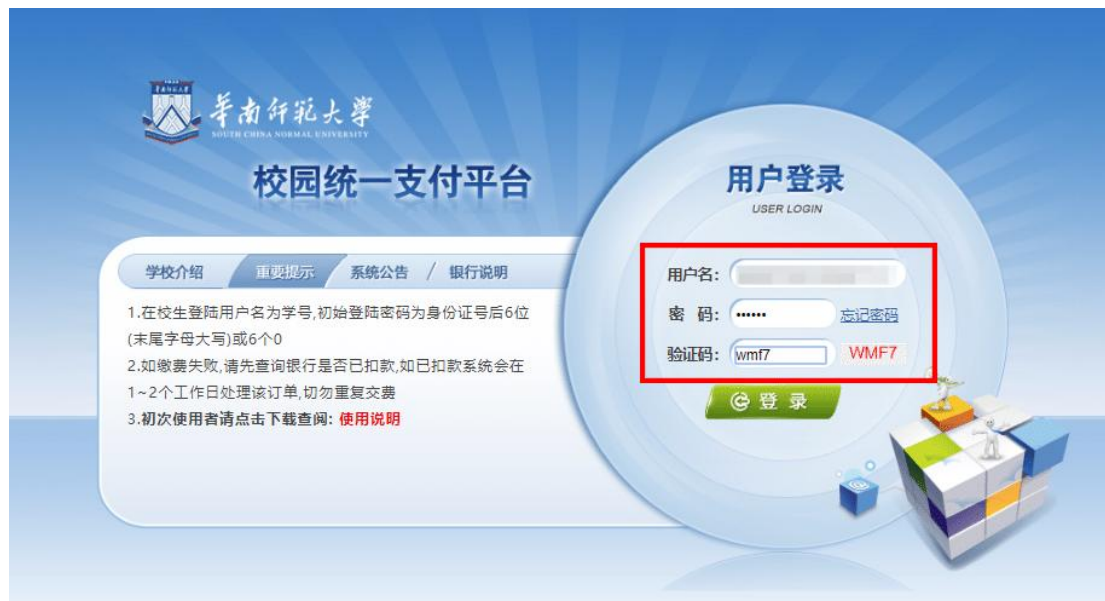 華南師範大學
SOUTH CHINA NORMAL UNIVERSITY
校园统一支付平台
学校介绍 重要提示 系统公告 / 银行说明
1.在校生登陆用户名为学号,初始登陆密码为身份证号后6位
(末尾字母大写)或6个0
2.如缴费失败,请先查询银行是否已扣款,如已扣款系统会在
1~2个工作日处理该订单,切勿重复交费
3.初次使用者请点击下载查阅: 使用说明
用户登录
USER LOGIN
用户名:
密 码: •••••• 忘记密码
验证码: wmf7 WMF7
登 录